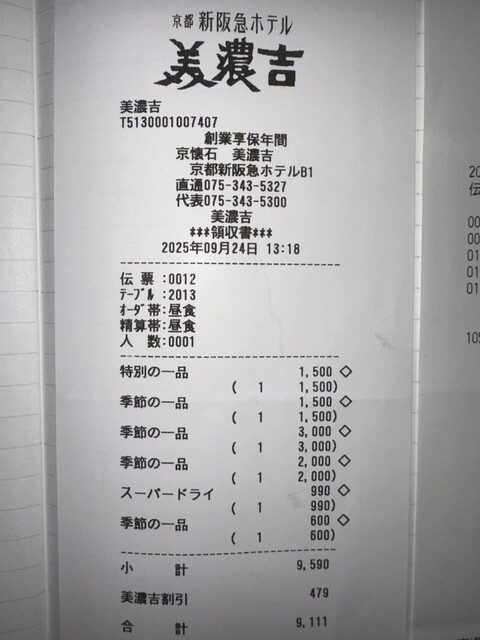 京都 新阪急ホテル
美濃吉
美濃吉
T5130001007407
創業享保年間
京懐石 美濃吉
京都新阪急ホテルB1
直通075-343-5327
代表075-343-5300
美濃吉
***領収書***
2025年09月24日 13:18
伝 票 :0012
ﾃｰﾌﾞﾙ :2013
ｵｰﾀﾞ帯:昼食
精算帯:昼食
人 数:0001
特別の一品 1,500 ◇
( 1 1,500)
季節の一品 1,500 ◇
( 1 1,500)
季節の一品 3,000 ◇
( 1 3,000)
季節の一品 2,000 ◇
( 1 2,000)
スーパードライ 990 ◇
( 1 990)
季節の一品 600 ◇
( 1 600)
小 計 9,590
美濃吉割引 479
合 計 9,111
20
伝
00
00
01
01
01
105